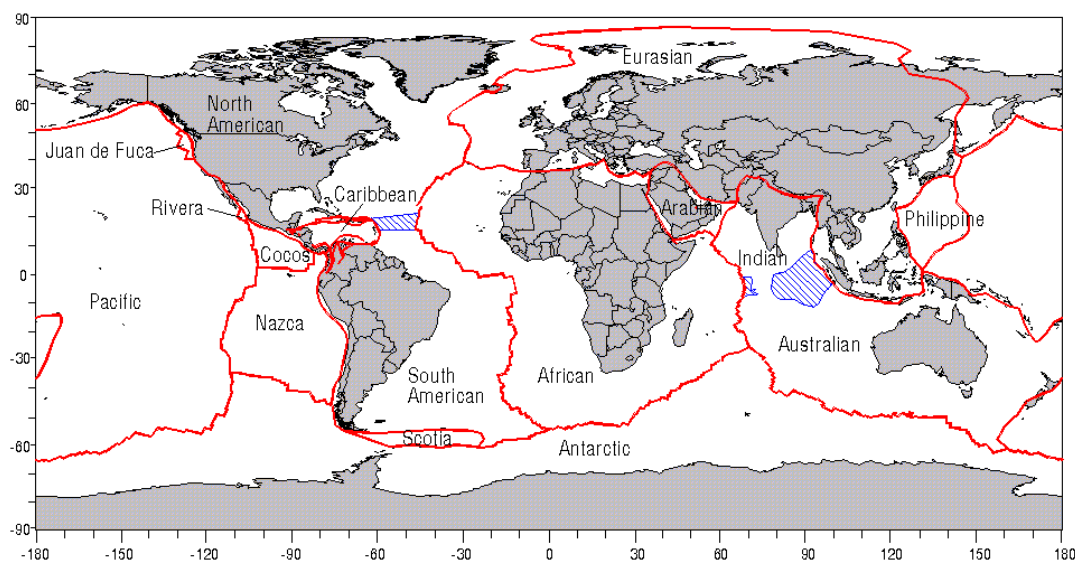 90
60
30
0
-30
-60
-90
-180
-150
-120
-90
-60
-30
0
30
60
90
120
150
180
Eurasian
North
American
Juan de Fuca
Caribbean
Rivera
Arabian
Philippine
Cocos
Indian
Pacific
Nazca
Australian
South
American
African
Scotia
Antarctic